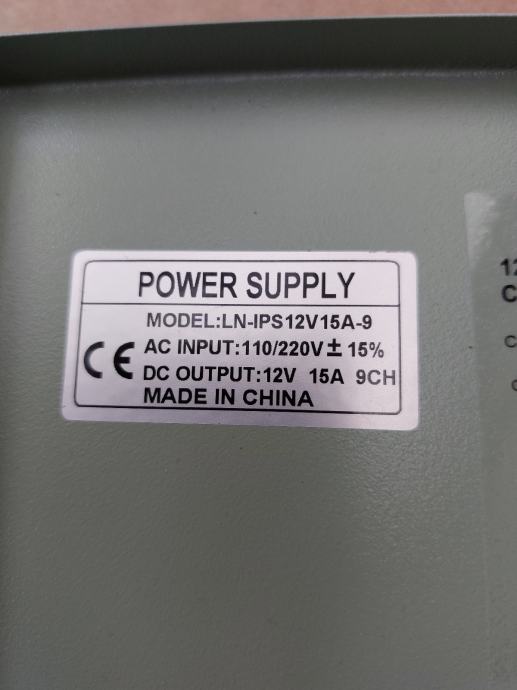 POWER SUPPLY
MODEL:LN-IPS12V15A-9
CE AC INPUT:110/220V ± 15%
DC OUTPUT:12V 15A 9CH
MADE IN CHINA
12
C
C